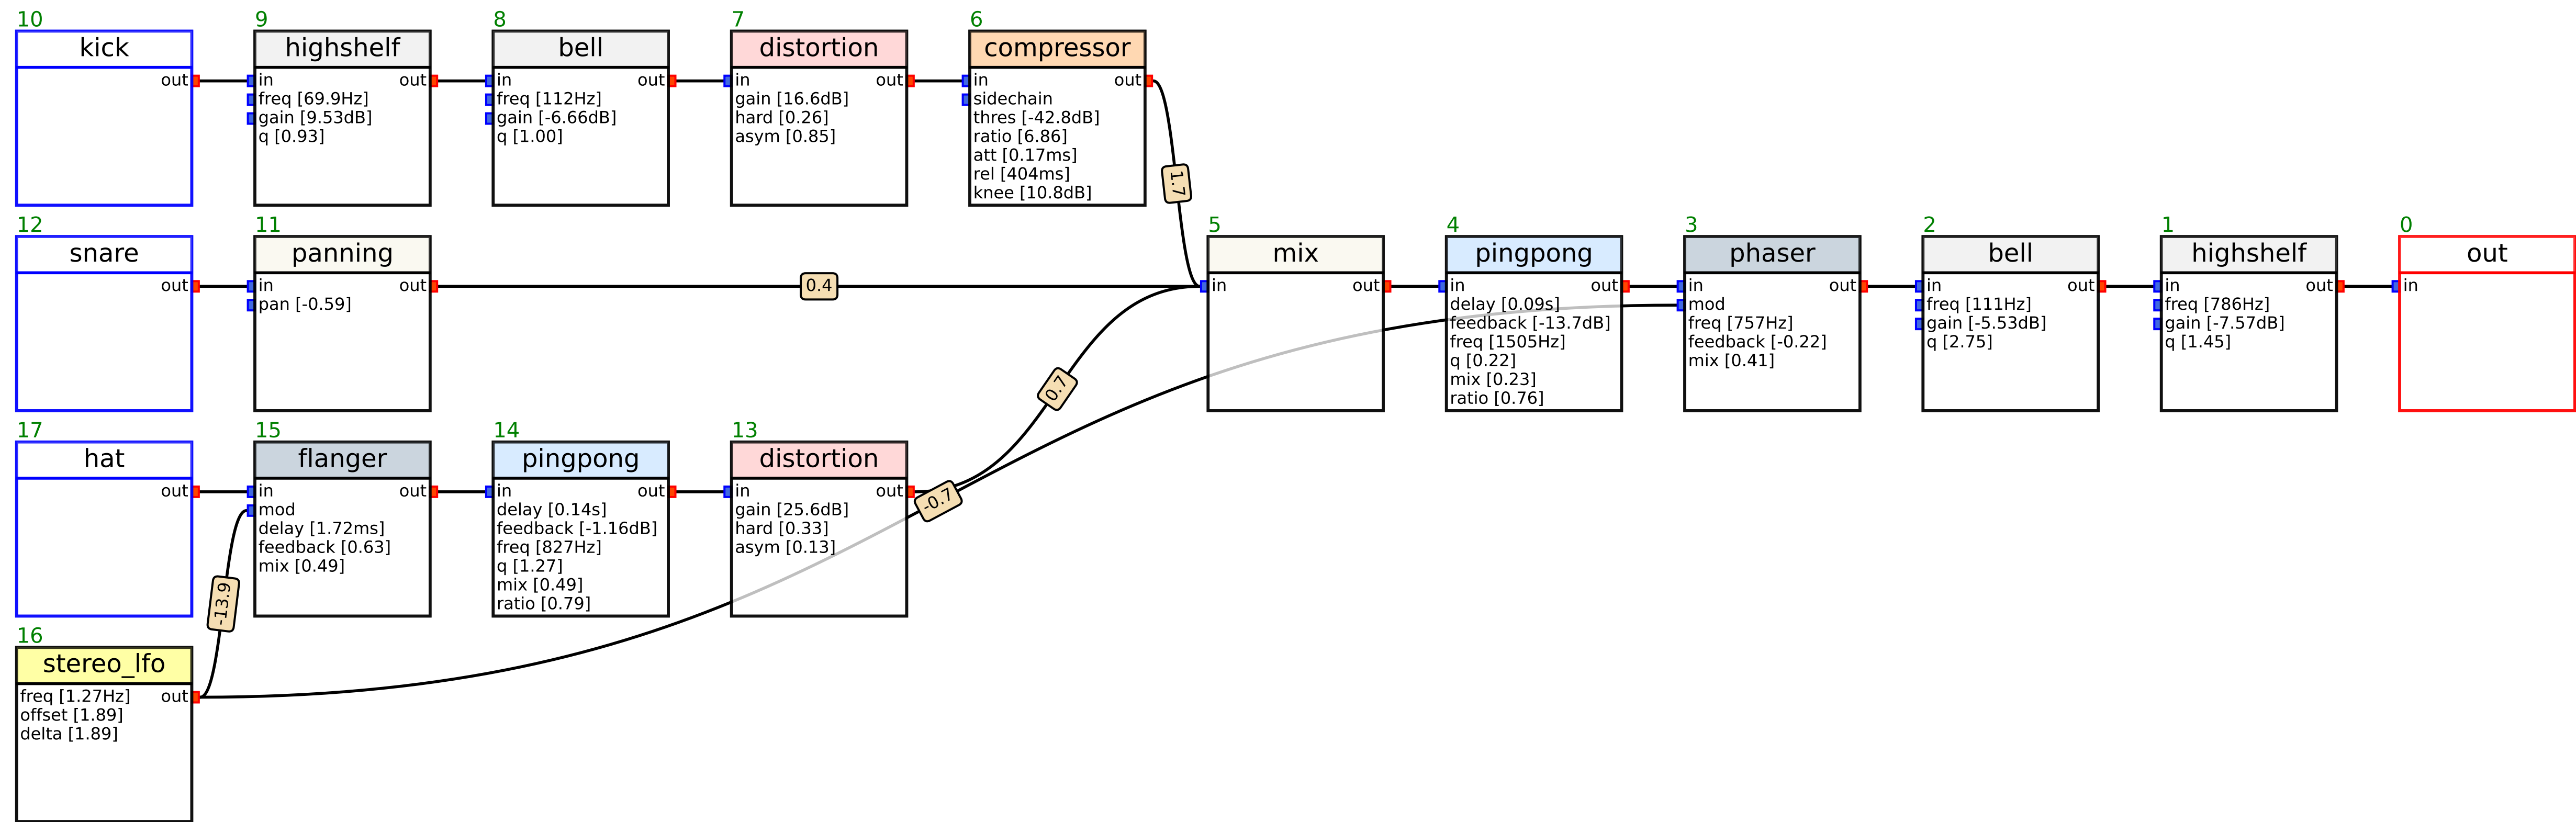 10
kick
out
9
highshelf
in out
freq [69.9Hz]
gain [9.53dB]
q [0.93]
8
bell
in out
freq [112Hz]
gain [-6.66dB]
q [1.00]
7
distortion
in out
gain [16.6dB]
hard [0.26]
asym [0.85]
6
compressor
in out
sidechain
thres [-42.8dB]
ratio [6.86]
att [0.17ms]
rel [404ms]
knee [10.8dB]
1.7
12
snare
out
11
panning
in out
pan [-0.59]
0.4
5
mix
in out
4
pingpong
in out
delay [0.09s]
feedback [-13.7dB]
freq [1505Hz]
q [0.22]
mix [0.23]
ratio [0.76]
3
phaser
in out
mod
freq [757Hz]
feedback [-0.22]
mix [0.41]
2
bell
in out
freq [111Hz]
gain [-5.53dB]
q [2.75]
1
highshelf
in out
freq [786Hz]
gain [-7.57dB]
q [1.45]
0
out
in
0.7
17
hat
out
15
flanger
in out
mod
delay [1.72ms]
feedback [0.63]
mix [0.49]
14
pingpong
in out
delay [0.14s]
feedback [-1.16dB]
freq [827Hz]
q [1.27]
mix [0.49]
ratio [0.79]
13
distortion
in out
gain [25.6dB]
hard [0.33]
asym [0.13]
-0.7
-13.9
16
stereo_lfo
freq [1.27Hz] out
offset [1.89]
delta [1.89]